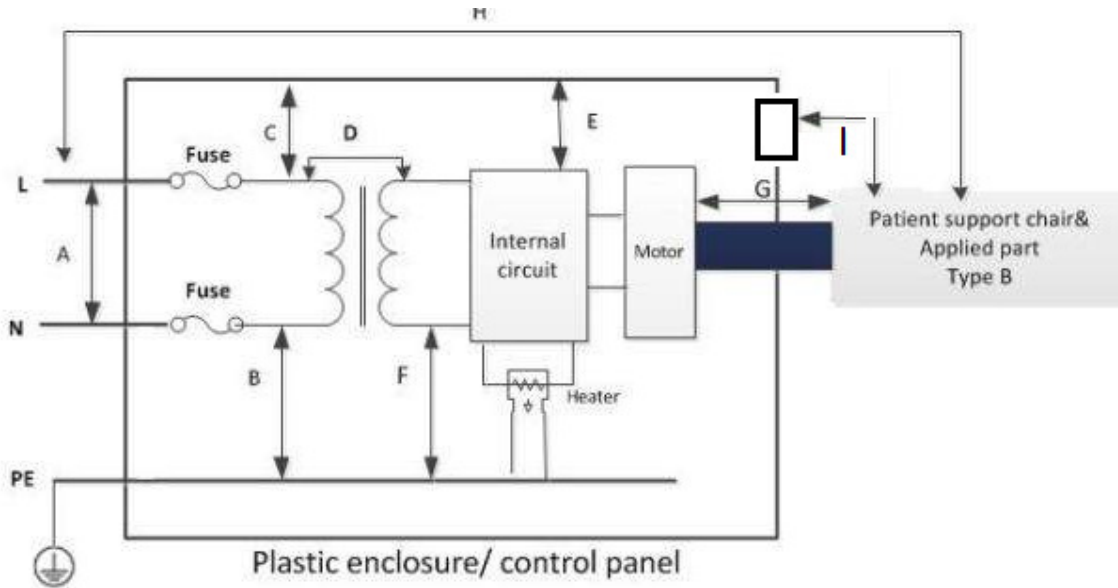 H
C
D
E
Fuse
I
L
G
Patient support chair&
Applied part
Type B
A
Internal
circuit
Motor
Fuse
N
B
F
Heater
PE
Plastic enclosure/ control panel